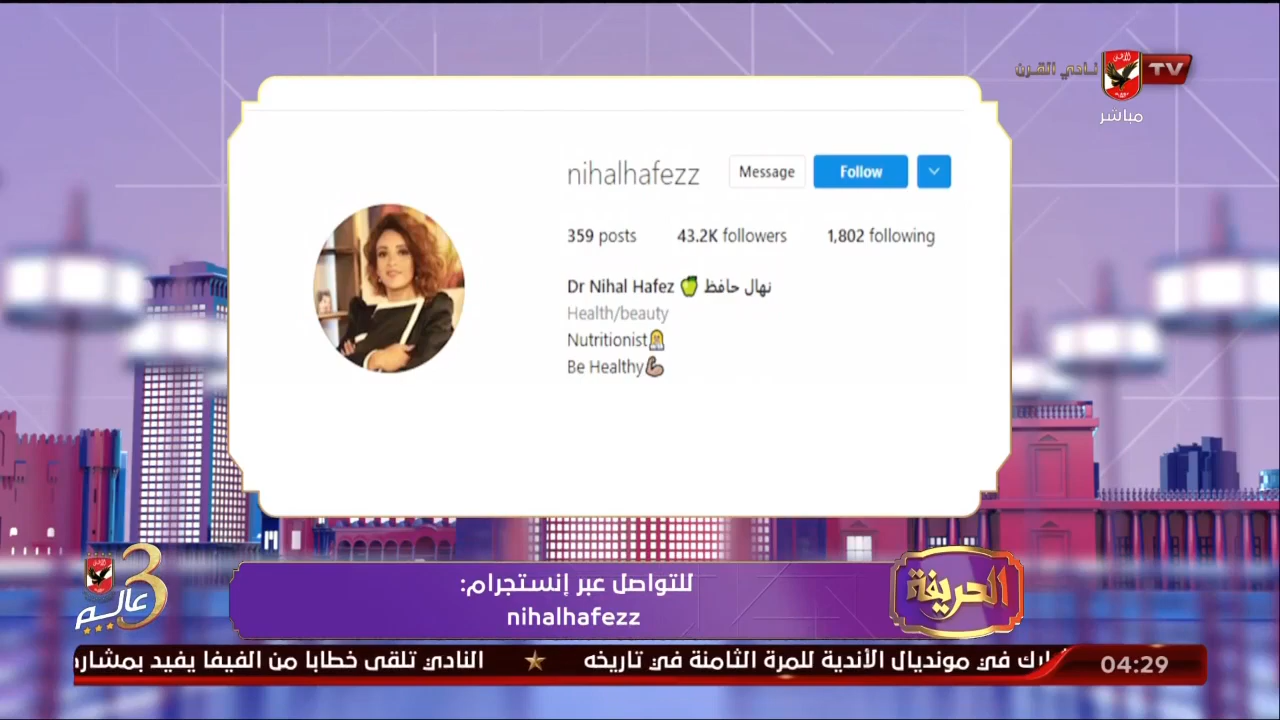 نادي القرن
TV
مباشر
nihalhafezz
Message
Follow
359 posts
43.2K followers
1,802 following
Dr Nihal Hafez 🍏 نهال حافظ
Health/beauty
Nutritionist👩‍⚕️
Be Healthy💪🏽
3
عالم
للتواصل عبر إنستجرام:
nihalhafezz
الحريفة
ارك في مونديال الأندية للمرة الثامنة في تاريخه ★ النادي تلقى خطابا من الفيفا يفيد بمشار
04:29